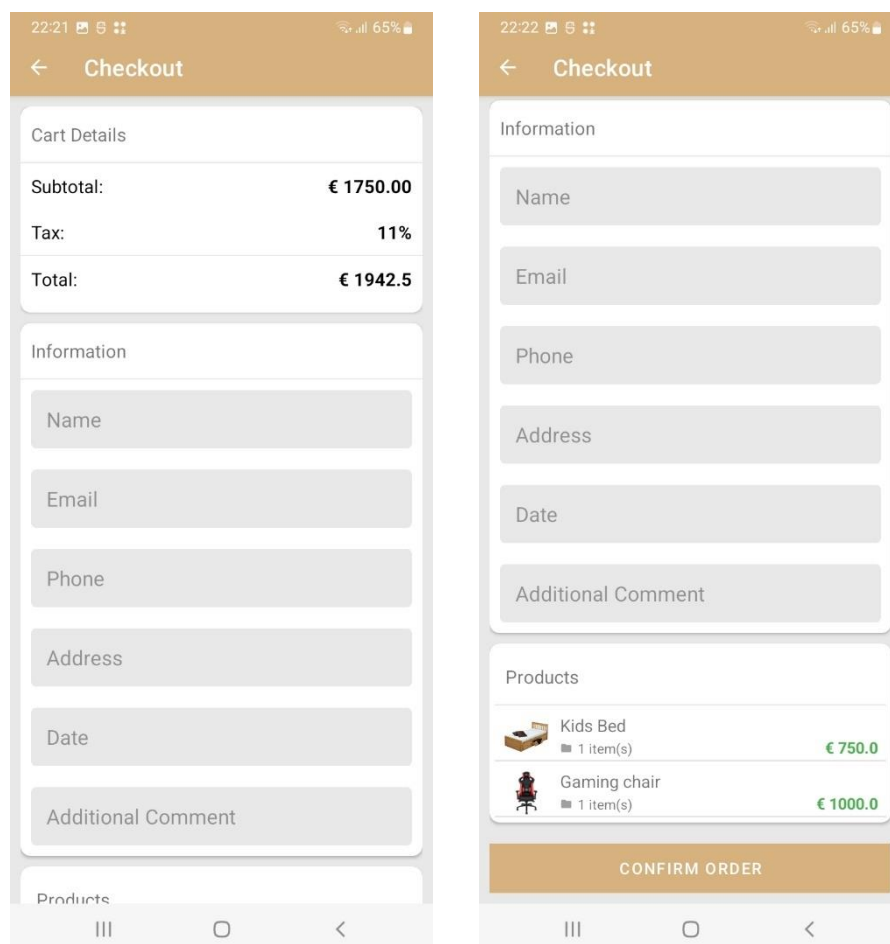 22:21
65%
Checkout
Cart Details
Subtotal: € 1750.00
Tax: 11%
Total: € 1942.5
Information
Name
Email
Phone
Address
Date
Additional Comment
Products
22:22
65%
Checkout
Information
Name
Email
Phone
Address
Date
Additional Comment
Products
Kids Bed
1 item(s) € 750.0
Gaming chair
1 item(s) € 1000.0
CONFIRM ORDER